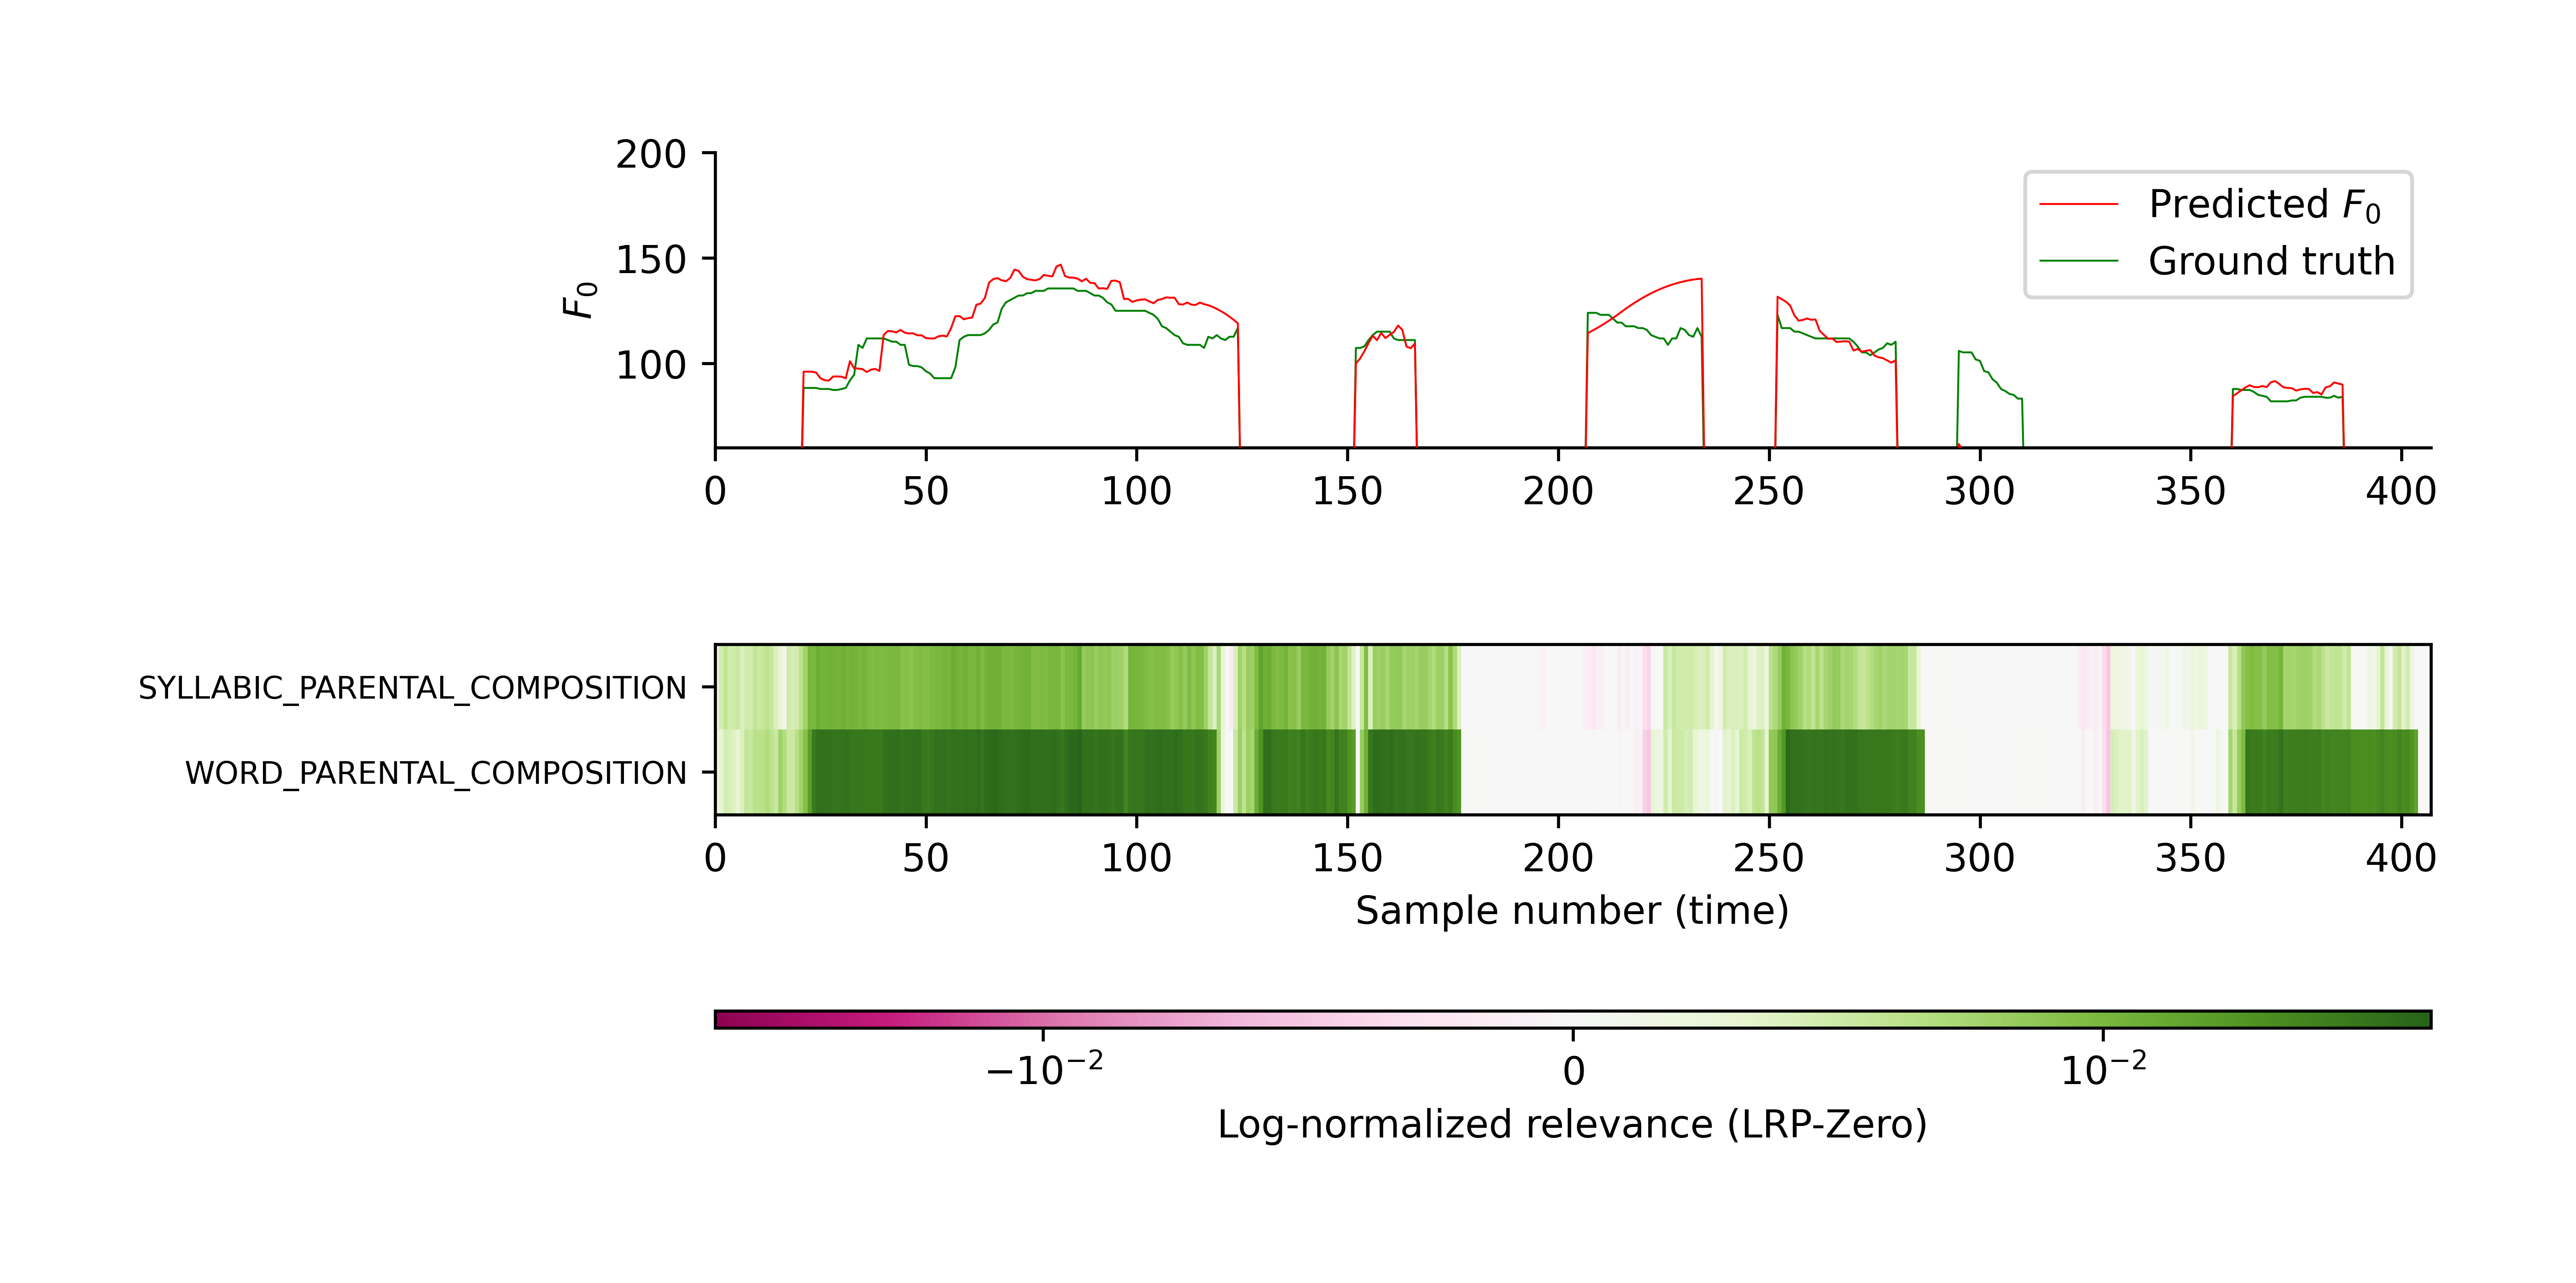 200
150
100
F₀
Predicted F₀
Ground truth
0 50 100 150 200 250 300 350 400
SYLLABIC_PARENTAL_COMPOSITION
WORD_PARENTAL_COMPOSITION
0 50 100 150 200 250 300 350 400
Sample number (time)
−10⁻² 0 10⁻²
Log-normalized relevance (LRP-Zero)